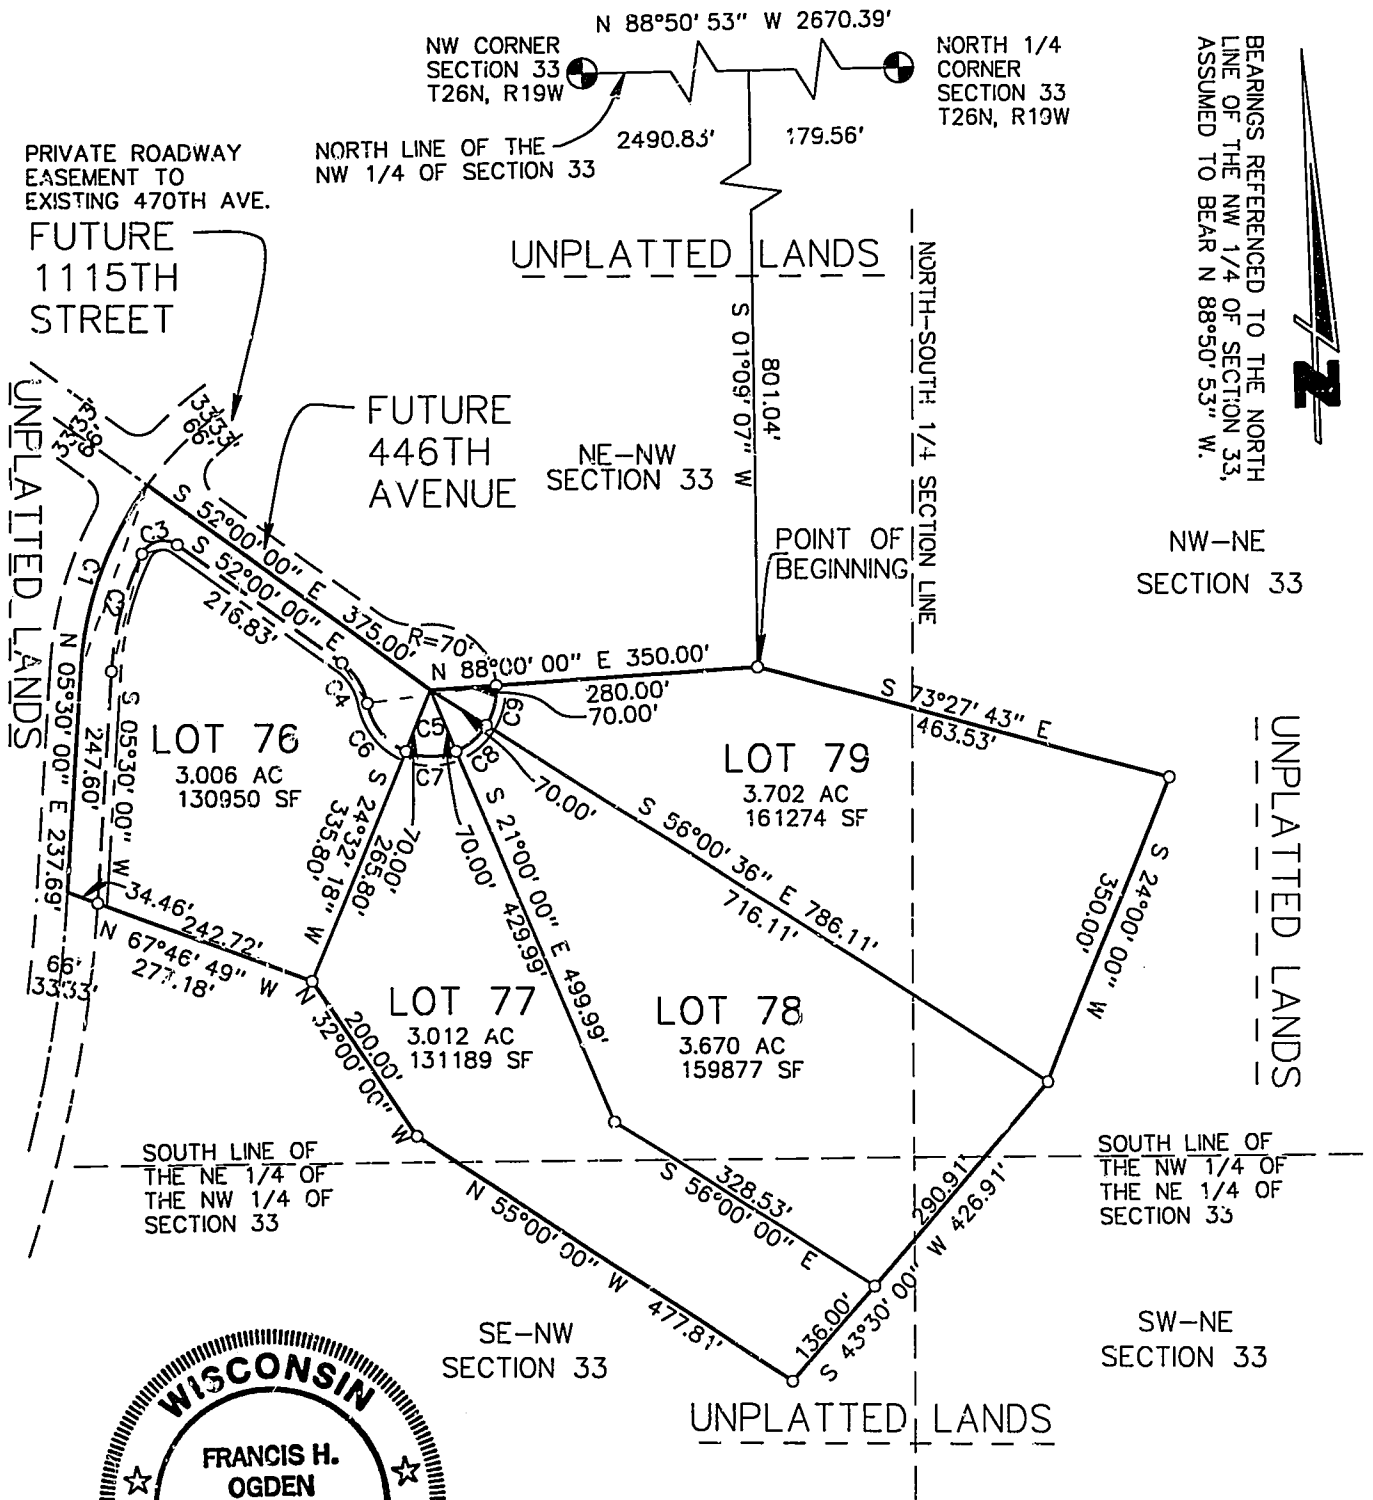 N 88°50'53" W 2670.39'
NW CORNER
SECTION 33
T26N, R19W
NORTH 1/4
CORNER
SECTION 33
T26N, R19W
2490.83'
179.56'
NORTH LINE OF THE
NW 1/4 OF SECTION 33
BEARINGS REFERENCED TO THE NORTH
LINE OF THE NW 1/4 OF SECTION 33,
ASSUMED TO BEAR N 88°50'53" W.
N
PRIVATE ROADWAY
EASEMENT TO
EXISTING 470TH AVE.
FUTURE
1115TH
STREET
UNPLATTED LANDS
NORTH-SOUTH 1/4 SECTION LINE
S 01°09'07" W
801.04'
UNPLATTED LANDS
33'
33'
66'
33'
33'
66'
FUTURE
446TH
AVENUE
NE-NW
SECTION 33
POINT OF
BEGINNING
NW-NE
SECTION 33
S 52°00'00" E 375.00'
S 52°00'00" E
216.83'
C1
C2
C3
R=70'
N 88°00'00" E 350.00'
280.00'
70.00'
S 73°27'43" E
463.53'
N 05°30'00" E 237.69'
S 05°30'00" W
247.60'
C4
C5
C6
C7
C8
C9
LOT 76
3.006 AC
130950 SF
LOT 79
3.702 AC
161274 SF
70.00'
70.00'
70.00'
S 24°32'18" W
335.80'
265.80'
S 21°00'00" E 499.99'
429.99'
S 56°00'36" E 786.11'
716.11'
S 24°00'00" W
350.00'
UNPLATTED LANDS
34.46'
242.72'
N 67°46'49" W
277.18'
66'
33'
33'
LOT 77
3.012 AC
131189 SF
LOT 78
3.670 AC
159877 SF
200.00'
N 32°00'00" W
SOUTH LINE OF
THE NE 1/4 OF
THE NW 1/4 OF
SECTION 33
SOUTH LINE OF
THE NW 1/4 OF
THE NE 1/4 OF
SECTION 33
328.53'
S 56°00'00" E
290.91'
S 43°30'00" W 426.91'
136.00'
N 55°00'00" W 477.81'
SE-NW
SECTION 33
SW-NE
SECTION 33
UNPLATTED LANDS
WISCONSIN
FRANCIS H.
OGDEN